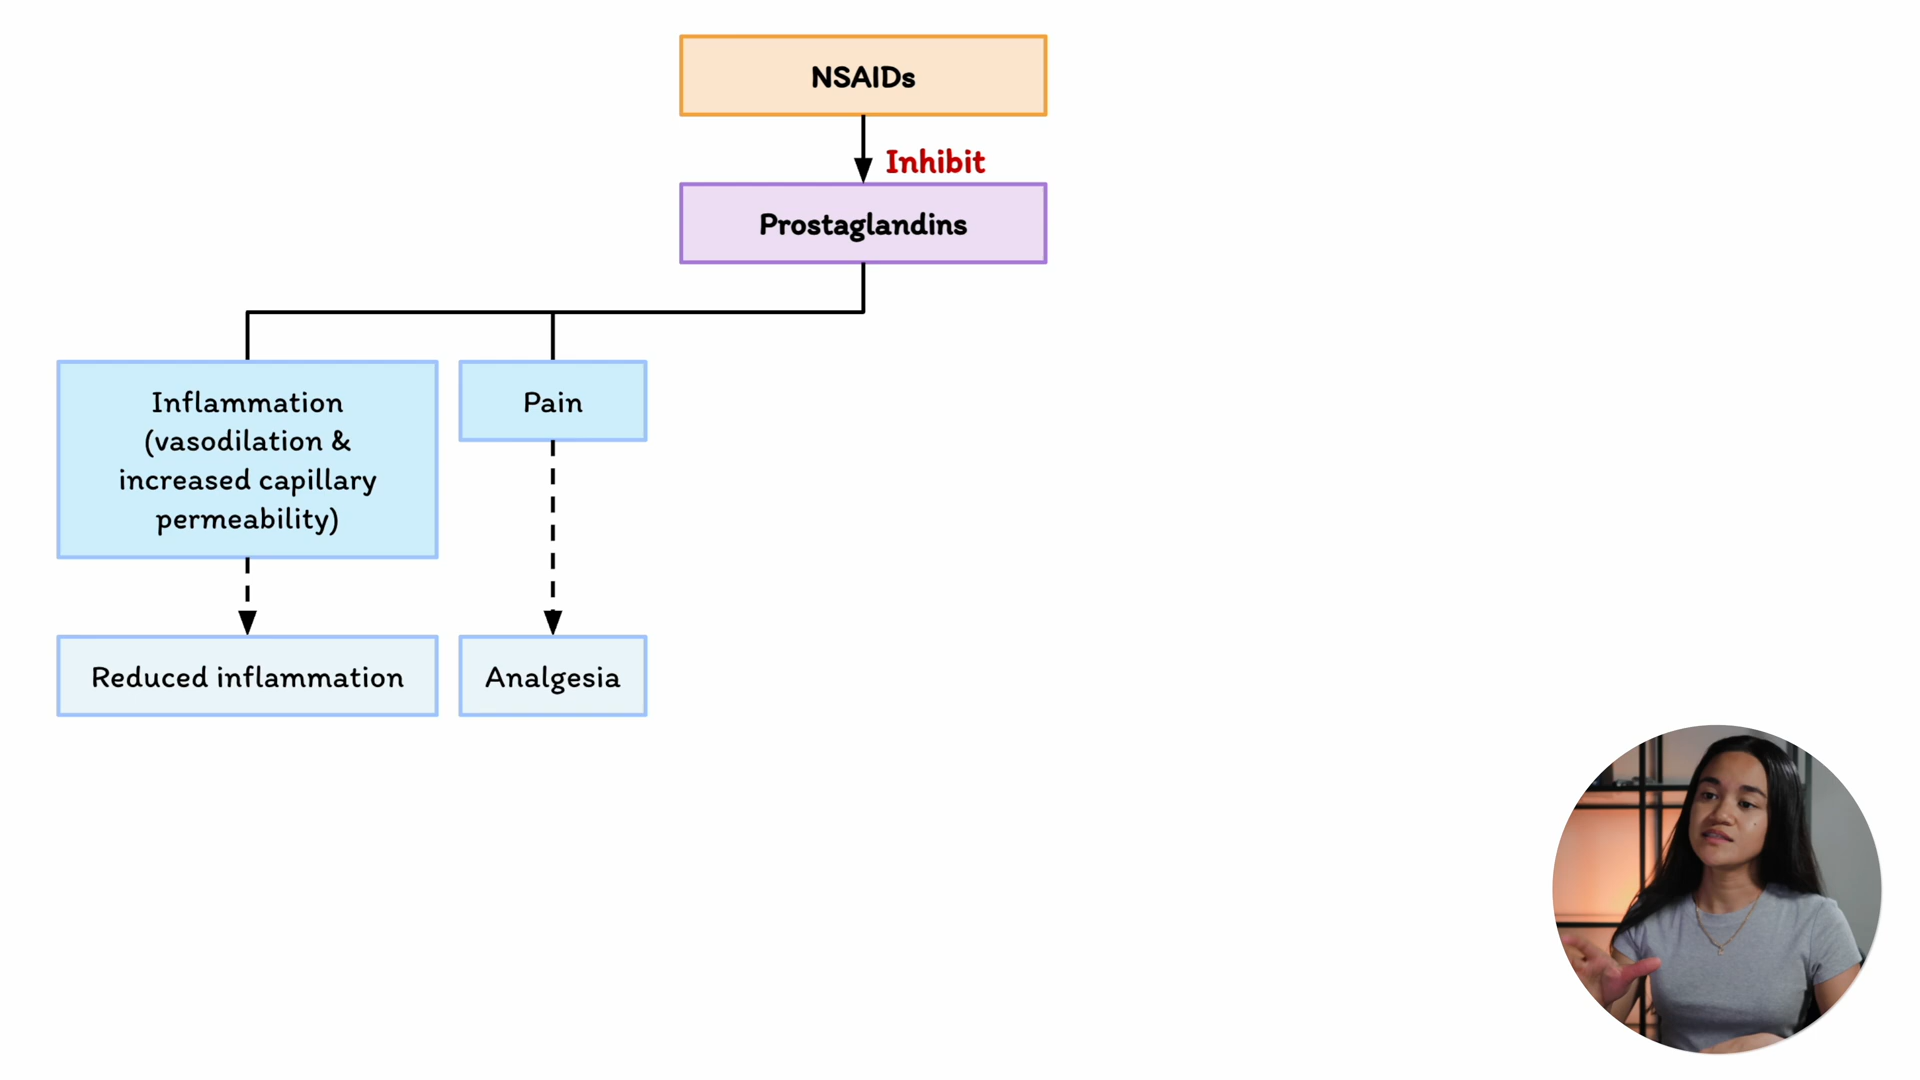 NSAIDs
Inhibit
Prostaglandins
Inflammation
(vasodilation &
increased capillary
permeability)
Pain
Reduced inflammation
Analgesia